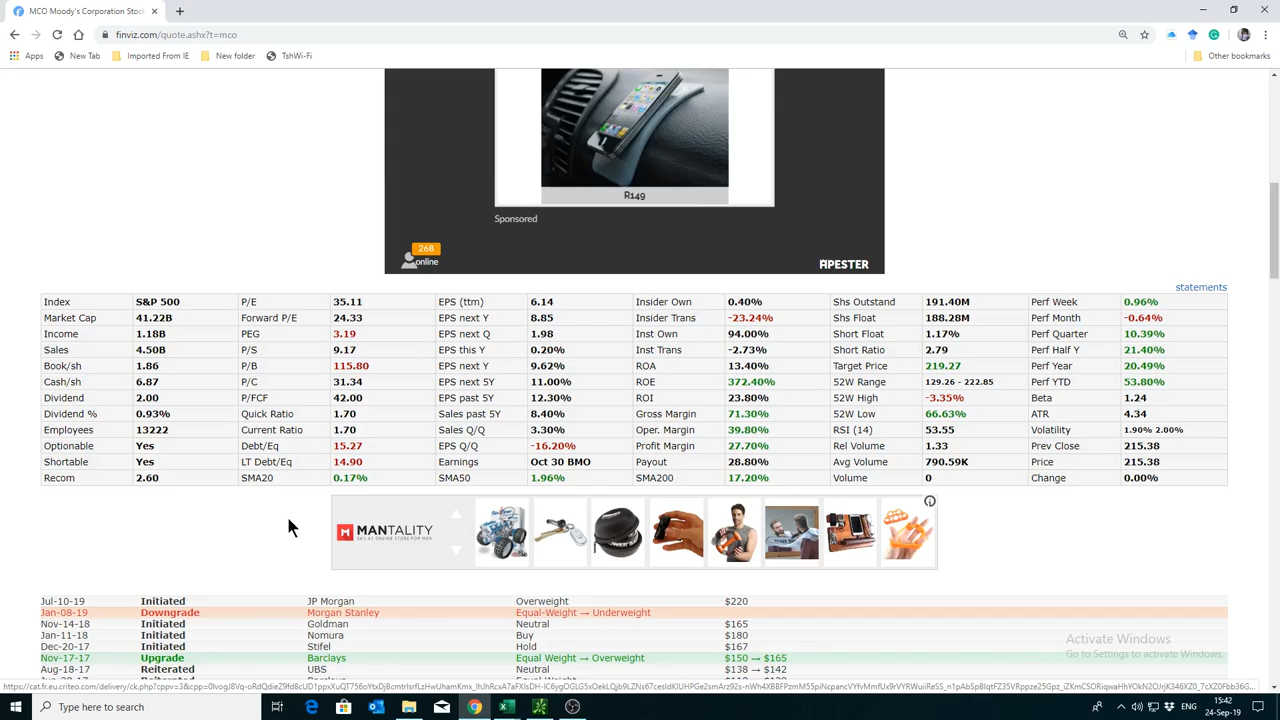 MCO Moody's Corporation Stock
finviz.com/quote.ashx?t=mco
Apps New Tab Imported From IE New folder TshWi-Fi Other bookmarks
R149
Sponsored
268
online
APESTER
statements
Index S&P 500 P/E 35.11 EPS (ttm) 6.14 Insider Own 0.40% Shs Outstand 191.40M Perf Week 0.96%
Market Cap 41.22B Forward P/E 24.33 EPS next Y 8.85 Insider Trans -23.24% Shs Float 188.28M Perf Month -0.64%
Income 1.18B PEG 3.19 EPS next Q 1.98 Inst Own 94.00% Short Float 1.17% Perf Quarter 10.39%
Sales 4.50B P/S 9.17 EPS this Y 0.20% Inst Trans -2.73% Short Ratio 2.79 Perf Half Y 21.40%
Book/sh 1.86 P/B 115.80 EPS next Y 9.62% ROA 13.40% Target Price 219.27 Perf Year 20.49%
Cash/sh 6.87 P/C 31.34 EPS next 5Y 11.00% ROE 372.40% 52W Range 129.26 - 222.85 Perf YTD 53.80%
Dividend 2.00 P/FCF 42.00 EPS past 5Y 12.30% ROI 23.80% 52W High -3.35% Beta 1.24
Dividend % 0.93% Quick Ratio 1.70 Sales past 5Y 8.40% Gross Margin 71.30% 52W Low 66.63% ATR 4.34
Employees 13222 Current Ratio 1.70 Sales Q/Q 3.30% Oper. Margin 39.80% RSI (14) 53.55 Volatility 1.90% 2.00%
Optionable Yes Debt/Eq 15.27 EPS Q/Q -16.20% Profit Margin 27.70% Rel Volume 1.33 Prev Close 215.38
Shortable Yes LT Debt/Eq 14.90 Earnings Oct 30 BMO Payout 28.80% Avg Volume 790.59K Price 215.38
Recom 2.60 SMA20 0.17% SMA50 1.96% SMA200 17.20% Volume 0 Change 0.00%
MANTALITY
Jul-10-19 Initiated JP Morgan Overweight $220
Jan-08-19 Downgrade Morgan Stanley Equal-Weight → Underweight
Nov-14-18 Initiated Goldman Neutral $165
Jan-11-18 Initiated Nomura Buy $180
Dec-20-17 Initiated Stifel Hold $167
Nov-17-17 Upgrade Barclays Equal Weight → Overweight $150 → $165
Aug-18-17 Reiterated UBS Neutral $138 → $142
Activate Windows
Go to Settings to activate Windows.
Type here to search
ENG
15:42
24-Sep-19